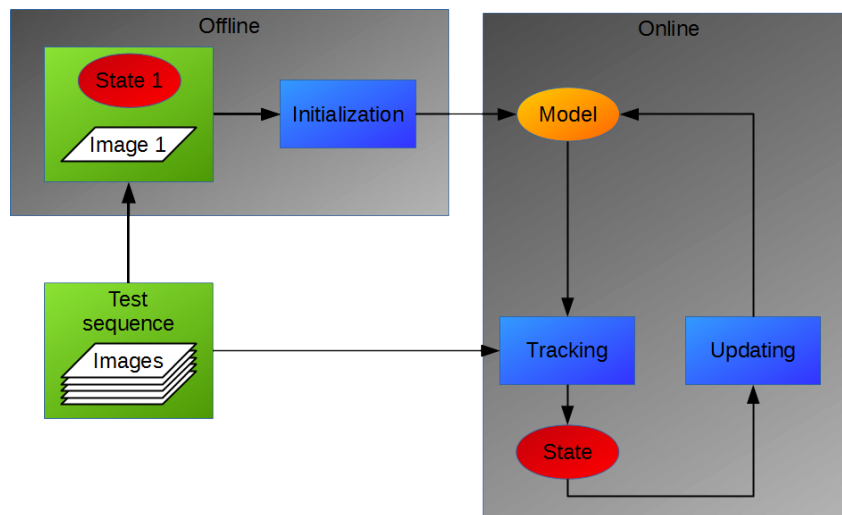 Offline
State 1
Image 1
Initialization
Test
sequence
Images
Online
Model
Tracking
Updating
State